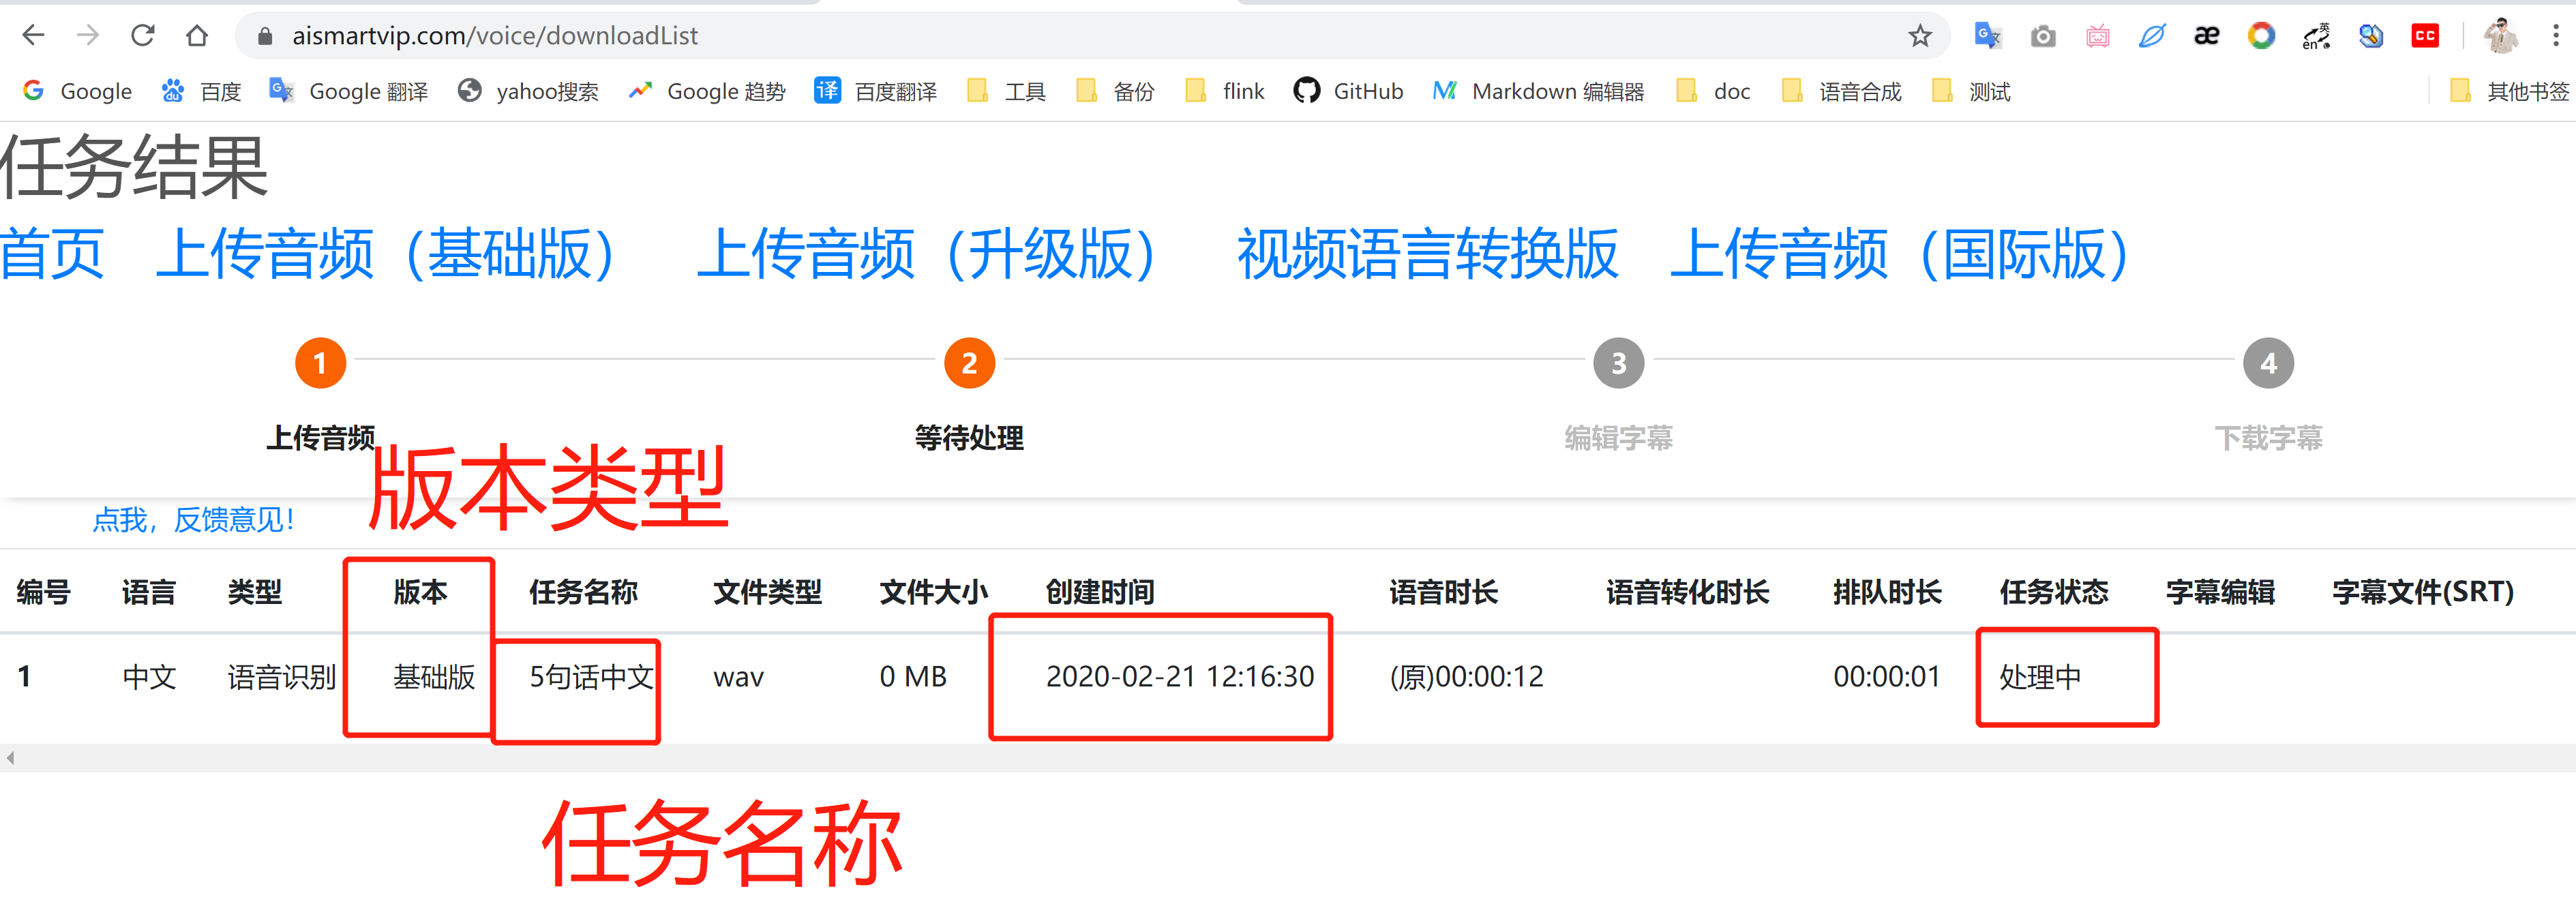 aismartvip.com/voice/downloadList
Google 百度 Google 翻译 yahoo搜索 Google 趋势 百度翻译 工具 备份 flink GitHub Markdown 编辑器 doc 语音合成 测试 其他书签
任务结果
首页 上传音频（基础版） 上传音频（升级版） 视频语言转换版 上传音频（国际版）
1 2 3 4
上传音频 等待处理 编辑字幕 下载字幕
版本类型
点我，反馈意见！
编号 语言 类型 版本 任务名称 文件类型 文件大小 创建时间 语音时长 语音转化时长 排队时长 任务状态 字幕编辑 字幕文件(SRT)
1 中文 语音识别 基础版 5句话中文 wav 0 MB 2020-02-21 12:16:30 (原)00:00:12 00:00:01 处理中
任务名称